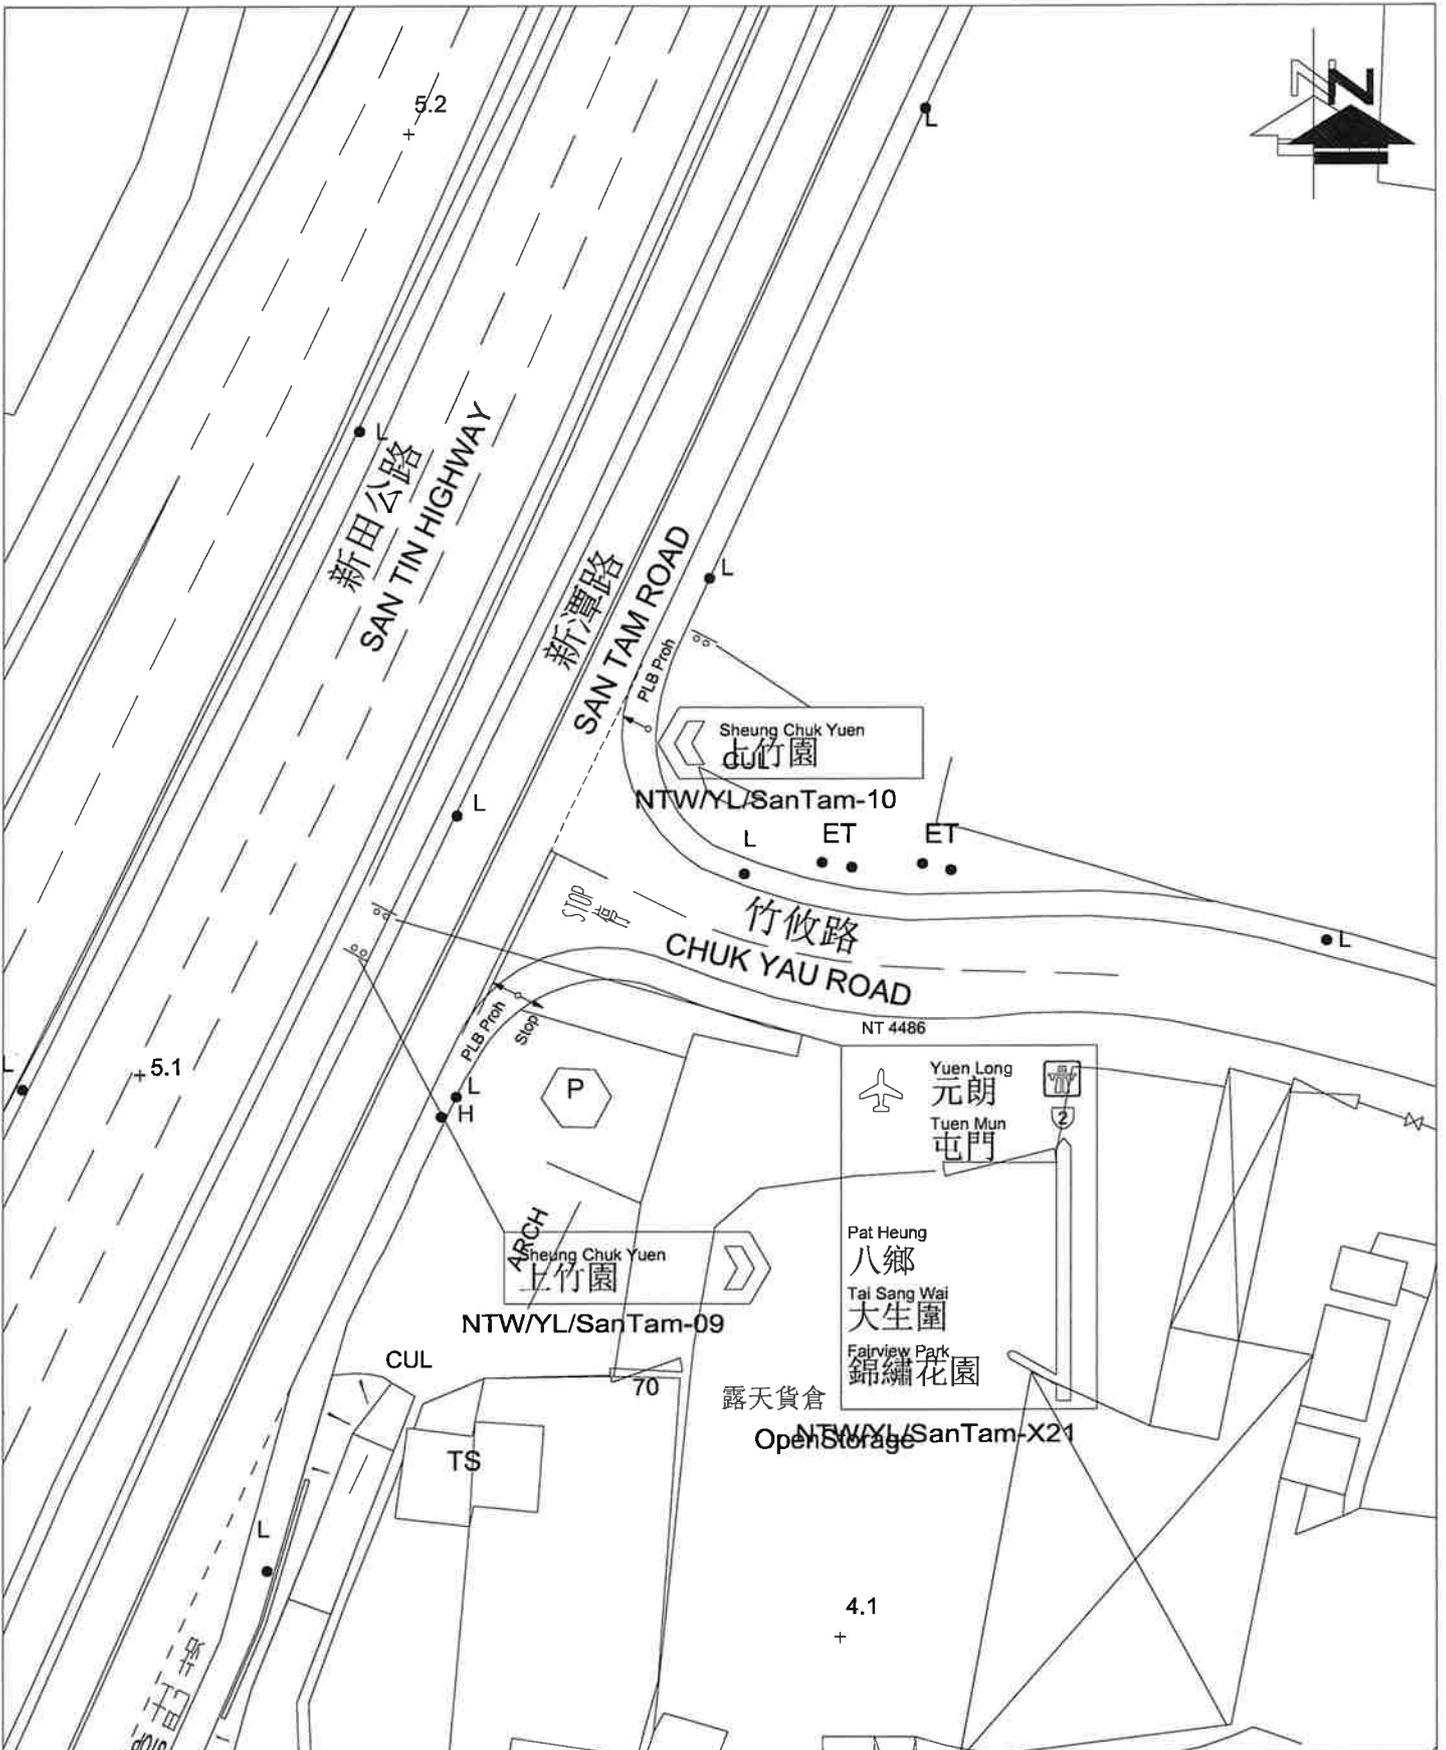 N
N
5.2
L
L
新田公路
SAN TIN HIGHWAY
新潭路
SAN TAM ROAD
L
PLB Proh
Sheung Chuk Yuen
上竹園
CUL
NTW/YL/SanTam-10
L
L
ET
ET
STOP
停
竹攸路
CHUK YAU ROAD
L
NT 4486
PLB Proh
Stop
L
5.1
L
H
P
Yuen Long
元朗
2
Tuen Mun
屯門
Pat Heung
八鄉
Tai Sang Wai
大生圍
Fairview Park
錦繡花園
NTW/YL/SanTam-X21
ARCH
Sheung Chuk Yuen
上竹園
NTW/YL/SanTam-09
CUL
70
露天貨倉
OpenStorage
TS
L
4.1